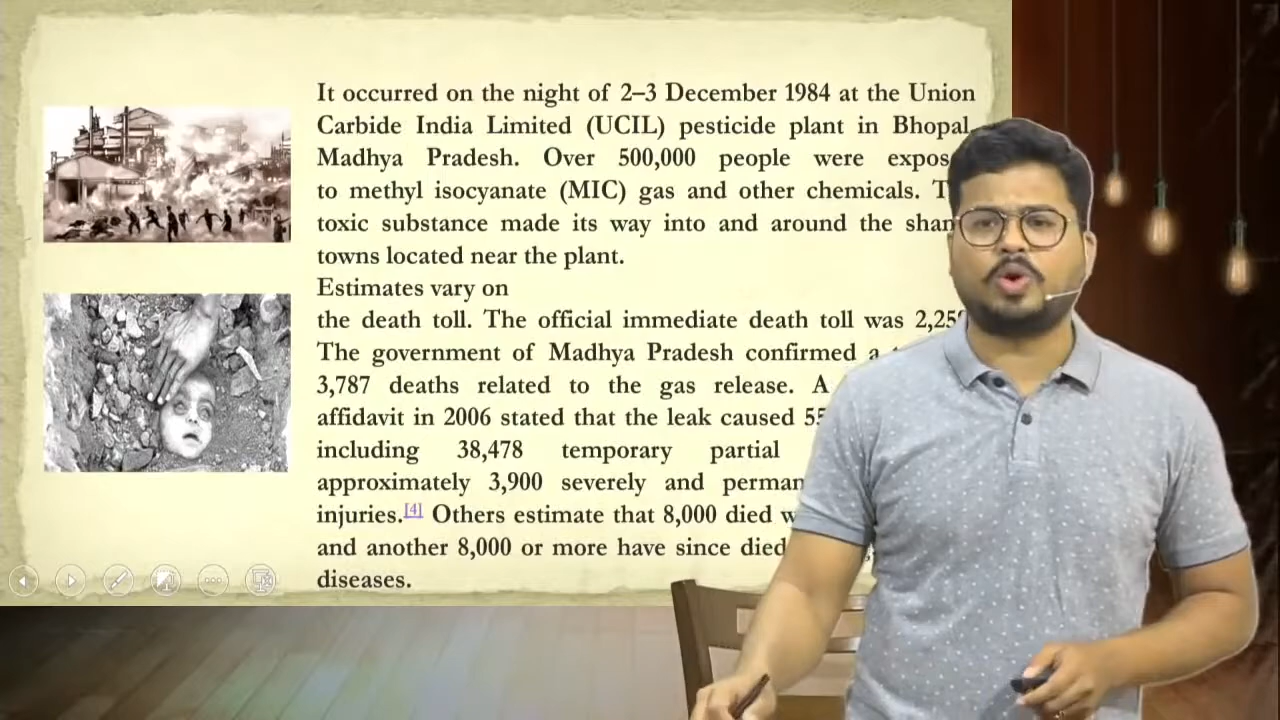 It occurred on the night of 2–3 December 1984 at the Union
Carbide India Limited (UCIL) pesticide plant in Bhopal,
Madhya Pradesh. Over 500,000 people were
to methyl isocyanate (MIC) gas and other chemicals.
toxic substance made its way into and around the
towns located near the plant.
Estimates vary on
the death toll. The official immediate death toll was
The government of Madhya Pradesh confirmed a
3,787 deaths related to the gas release. A
affidavit in 2006 stated that the leak caused
including 38,478 temporary partial
approximately 3,900 severely and
injuries.[4] Others estimate that 8,000 died
and another 8,000 or more have since died
diseases.